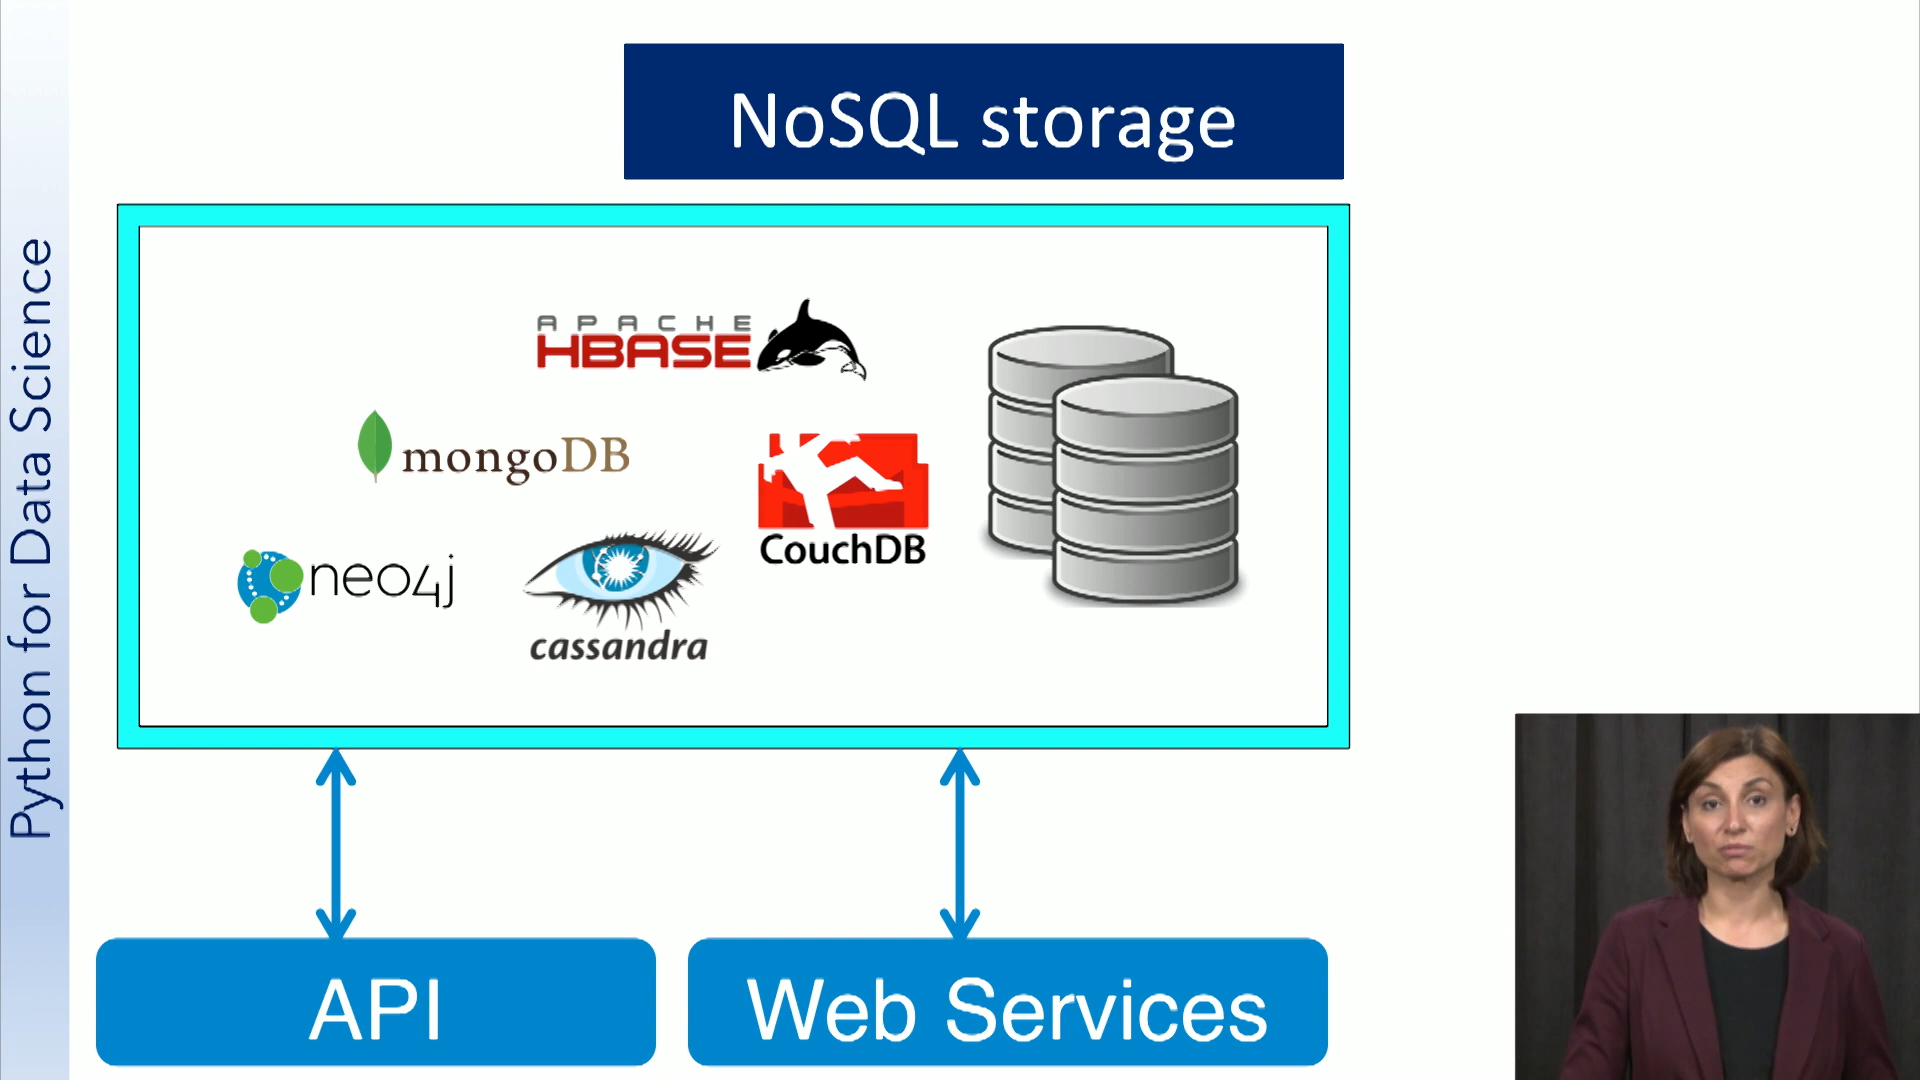 Python for Data Science
NoSQL storage
APACHE
HBASE
mongoDB
CouchDB
neo4j
cassandra
API
Web Services